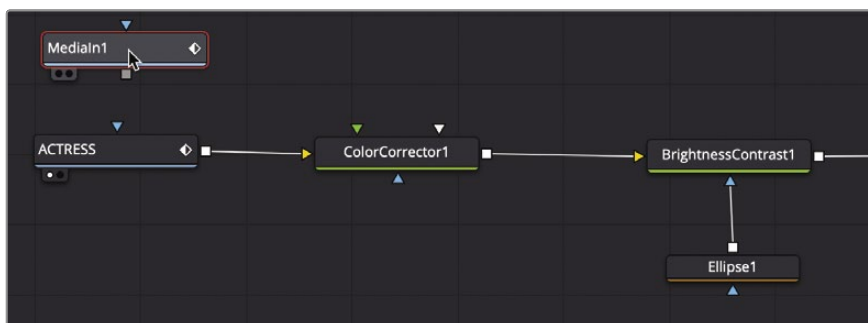 MediaIn1
ACTRESS
ColorCorrector1
BrightnessContrast1
Ellipse1